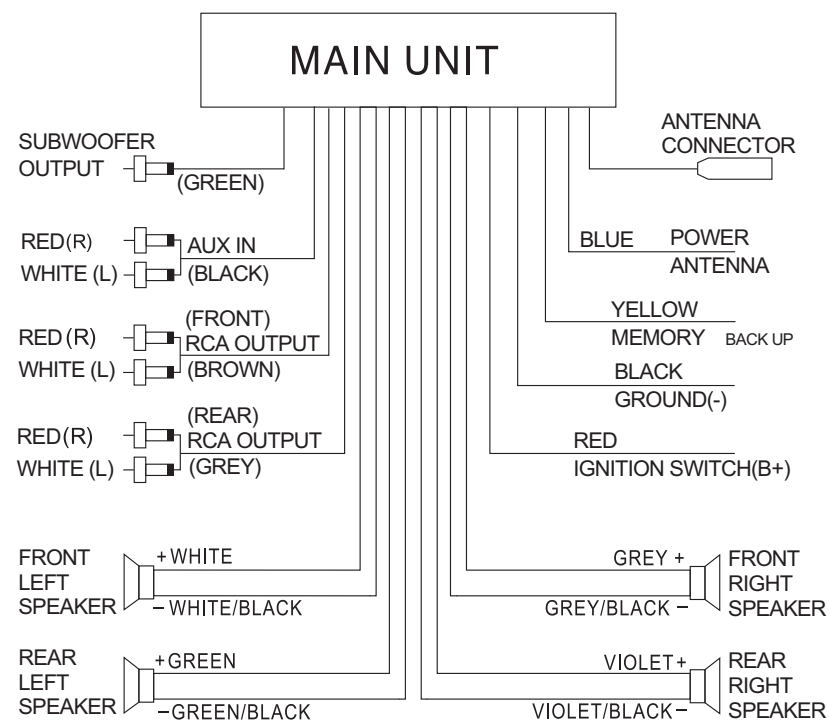 MAIN UNIT
SUBWOOFER
OUTPUT
(GREEN)
RED(R)
WHITE (L)
AUX IN
(BLACK)
RED(R)
WHITE (L)
(FRONT)
RCA OUTPUT
(BROWN)
RED(R)
WHITE (L)
(REAR)
RCA OUTPUT
(GREY)
FRONT
LEFT
SPEAKER
+WHITE
-WHITE/BLACK
REAR
LEFT
SPEAKER
+GREEN
-GREEN/BLACK
ANTENNA
CONNECTOR
BLUE POWER
ANTENNA
YELLOW
MEMORY BACK UP
BLACK
GROUND(-)
RED
IGNITION SWITCH(B+)
GREY +
GREY/BLACK -
FRONT
RIGHT
SPEAKER
VIOLET+
VIOLET/BLACK-
REAR
RIGHT
SPEAKER